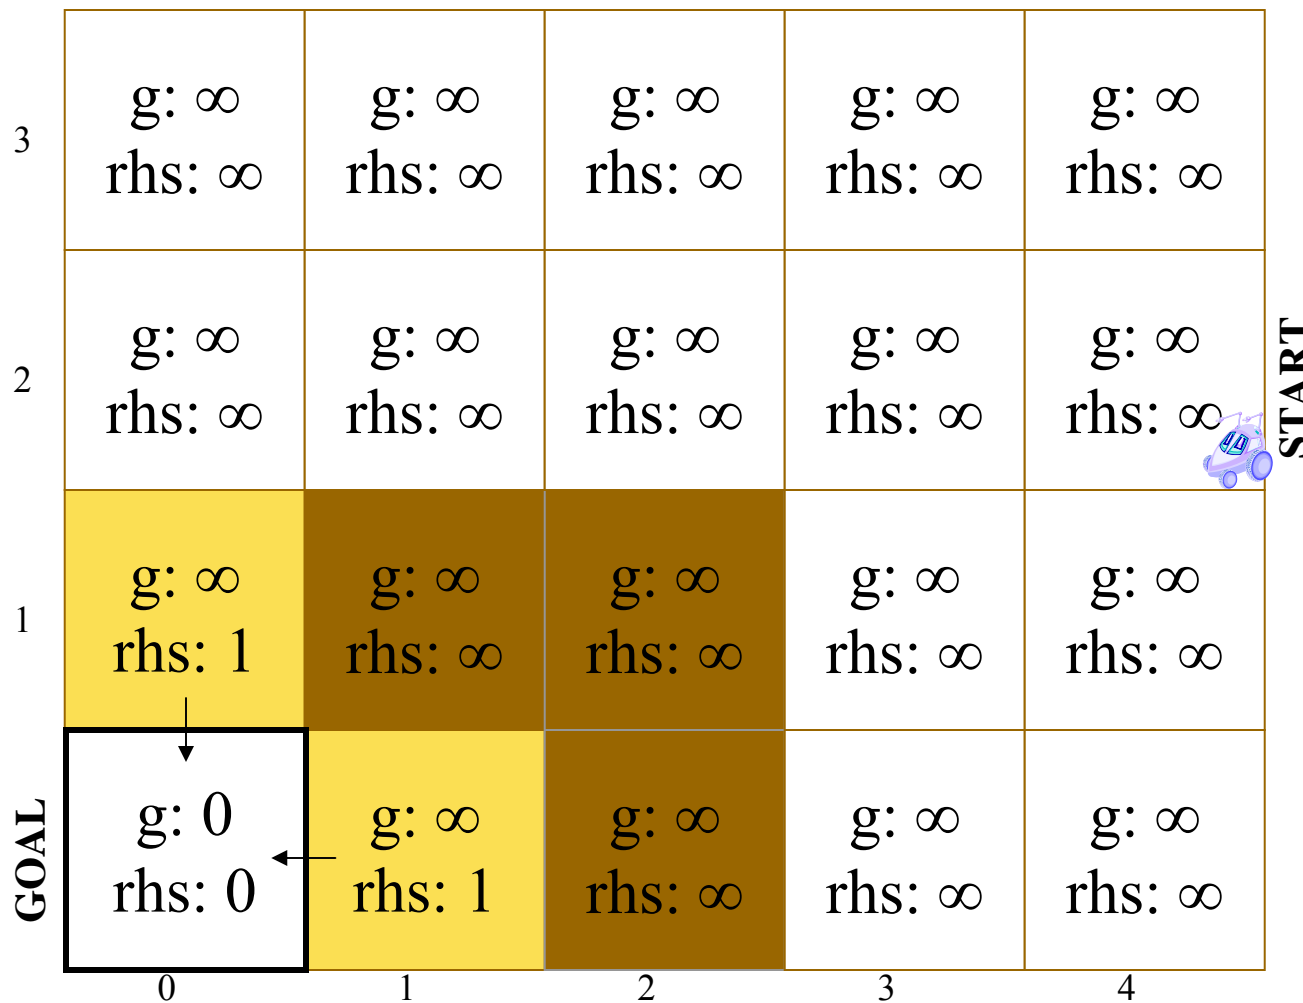 3
g: ∞ g: ∞ g: ∞ g: ∞ g: ∞
rhs: ∞ rhs: ∞ rhs: ∞ rhs: ∞ rhs: ∞
2
g: ∞ g: ∞ g: ∞ g: ∞ g: ∞
rhs: ∞ rhs: ∞ rhs: ∞ rhs: ∞ rhs: ∞
START
1
g: ∞ g: ∞ g: ∞ g: ∞ g: ∞
rhs: 1 rhs: ∞ rhs: ∞ rhs: ∞ rhs: ∞
GOAL
g: 0 g: ∞ g: ∞ g: ∞ g: ∞
rhs: 0 rhs: 1 rhs: ∞ rhs: ∞ rhs: ∞
0 1 2 3 4